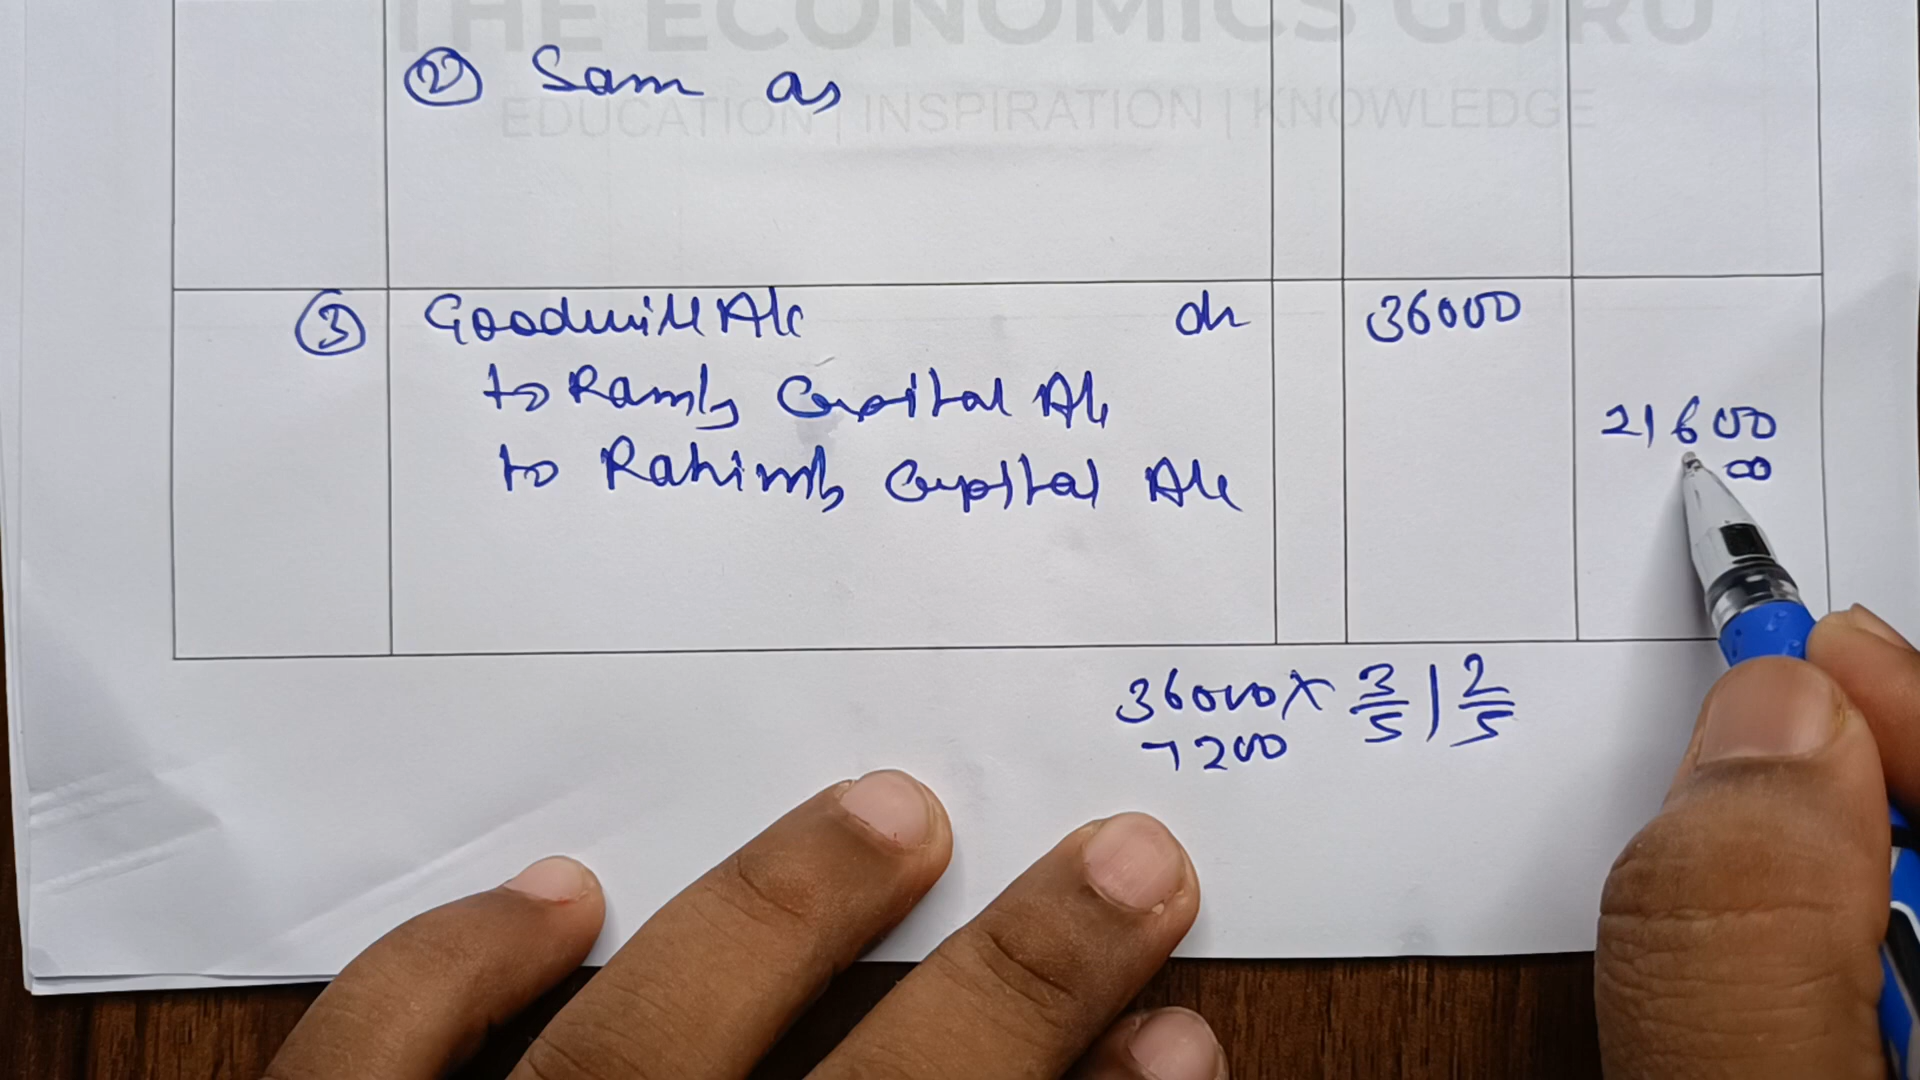 THE ECONOMICS GURU
EDUCATION | INSPIRATION | KNOWLEDGE
② Sam as
③ Goodwill A/c dr 36000
to Ram's Capital A/c 21600
to Rahim's Capital A/c 00
36000 x 3/5 | 2/5
7200